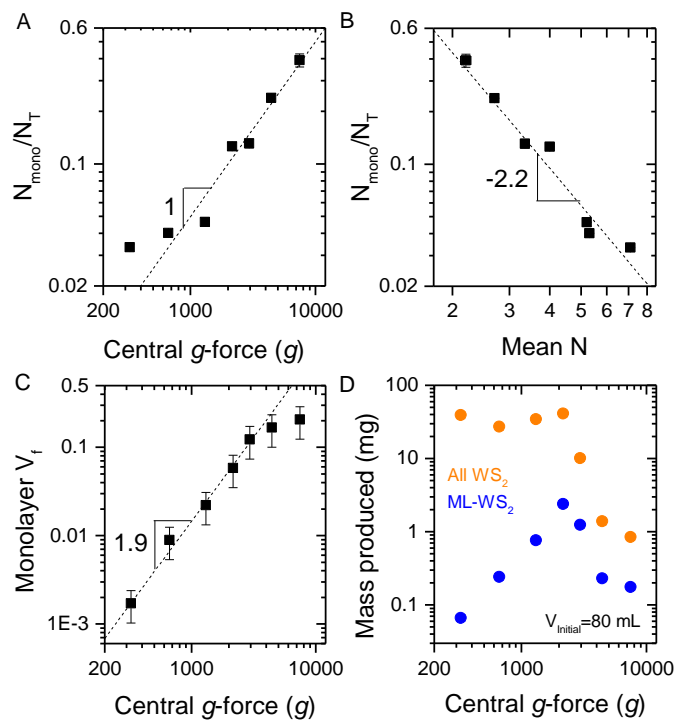 A
0.6
0.1
0.02
N_mono/N_T
1
200
1000
10000
Central g-force (g)
B
0.6
0.1
0.02
N_mono/N_T
-2.2
2
3
4
5
6
7
8
Mean N
C
0.5
0.1
0.01
1E-3
Monolayer V_f
1.9
200
1000
10000
Central g-force (g)
D
100
10
1
0.1
Mass produced (mg)
All WS₂
ML-WS₂
V_Initial=80 mL
200
1000
10000
Central g-force (g)